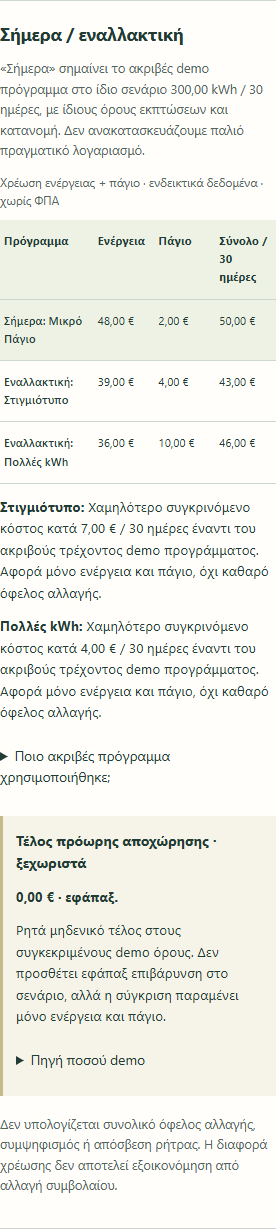 Σήμερα / εναλλακτική
«Σήμερα» σημαίνει το ακριβές demo
πρόγραμμα στο ίδιο σενάριο 300,00 kWh / 30
ημέρες, με ίδιους όρους εκπτώσεων και
κατανομή. Δεν ανακατασκευάζουμε παλιό
πραγματικό λογαριασμό.
Χρέωση ενέργειας + πάγιο · ενδεικτικά δεδομένα ·
χωρίς ΦΠΑ
Πρόγραμμα Ενέργεια Πάγιο Σύνολο /
30
ημέρες
Σήμερα: Μικρό 48,00 € 2,00 € 50,00 €
Πάγιο
Εναλλακτική: 39,00 € 4,00 € 43,00 €
Στιγμιότυπο
Εναλλακτική: 36,00 € 10,00 € 46,00 €
Πολλές kWh
Στιγμιότυπο: Χαμηλότερο συγκρινόμενο
κόστος κατά 7,00 € / 30 ημέρες έναντι του
ακριβούς τρέχοντος demo προγράμματος.
Αφορά μόνο ενέργεια και πάγιο, όχι καθαρό
όφελος αλλαγής.
Πολλές kWh: Χαμηλότερο συγκρινόμενο
κόστος κατά 4,00 € / 30 ημέρες έναντι του
ακριβούς τρέχοντος demo προγράμματος.
Αφορά μόνο ενέργεια και πάγιο, όχι καθαρό
όφελος αλλαγής.
▶ Ποιο ακριβές πρόγραμμα
χρησιμοποιήθηκε;
Τέλος πρόωρης αποχώρησης ·
ξεχωριστά
0,00 € · εφάπαξ.
Ρητά μηδενικό τέλος στους
συγκεκριμένους demo όρους. Δεν
προσθέτει εφάπαξ επιβάρυνση στο
σενάριο, αλλά η σύγκριση παραμένει
μόνο ενέργεια και πάγιο.
▶ Πηγή ποσού demo
Δεν υπολογίζεται συνολικό όφελος αλλαγής,
συμψηφισμός ή απόσβεση ρήτρας. Η διαφορά
χρέωσης δεν αποτελεί εξοικονόμηση από
αλλαγή συμβολαίου.